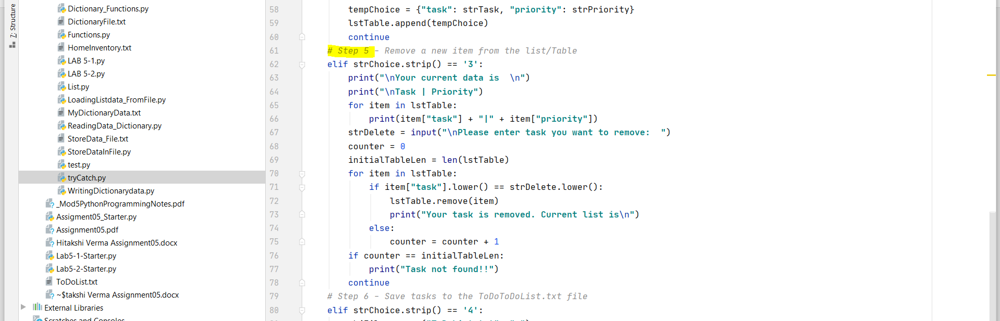 Z: Structure
Dictionary_Functions.py
DictionaryFile.txt
Functions.py
HomeInventory.txt
LAB 5-1.py
LAB 5-2.py
List.py
LoadingListdata_FromFile.py
MyDictionaryData.txt
ReadingData_Dictionary.py
StoreData_File.txt
StoreDataInFile.py
test.py
tryCatch.py
WritingDictionarydata.py
_Mod5PythonProgrammingNotes.pdf
Assigment05_Starter.py
Assignment05.pdf
Hitakshi Verma Assignment05.docx
Lab5-1-Starter.py
Lab5-2-Starter.py
ToDoList.txt
~$takshi Verma Assignment05.docx
External Libraries
Scratches and Consoles
58 tempChoice = {"task": strTask, "priority": strPriority}
59 lstTable.append(tempChoice)
60 continue
61 # Step 5 - Remove a new item from the list/Table
62 elif strChoice.strip() == '3':
63 print("\nYour current data is  \n")
64 print("\nTask | Priority")
65 for item in lstTable:
66 print(item["task"] + "|" + item["priority"])
67 strDelete = input("\nPlease enter task you want to remove:  ")
68 counter = 0
69 initialTableLen = len(lstTable)
70 for item in lstTable:
71 if item["task"].lower() == strDelete.lower():
72 lstTable.remove(item)
73 print("Your task is removed. Current list is\n")
74 else:
75 counter = counter + 1
76 if counter == initialTableLen:
77 print("Task not found!!")
78 continue
79 # Step 6 - Save tasks to the ToDoToDoList.txt file
80 elif strChoice.strip() == '4':